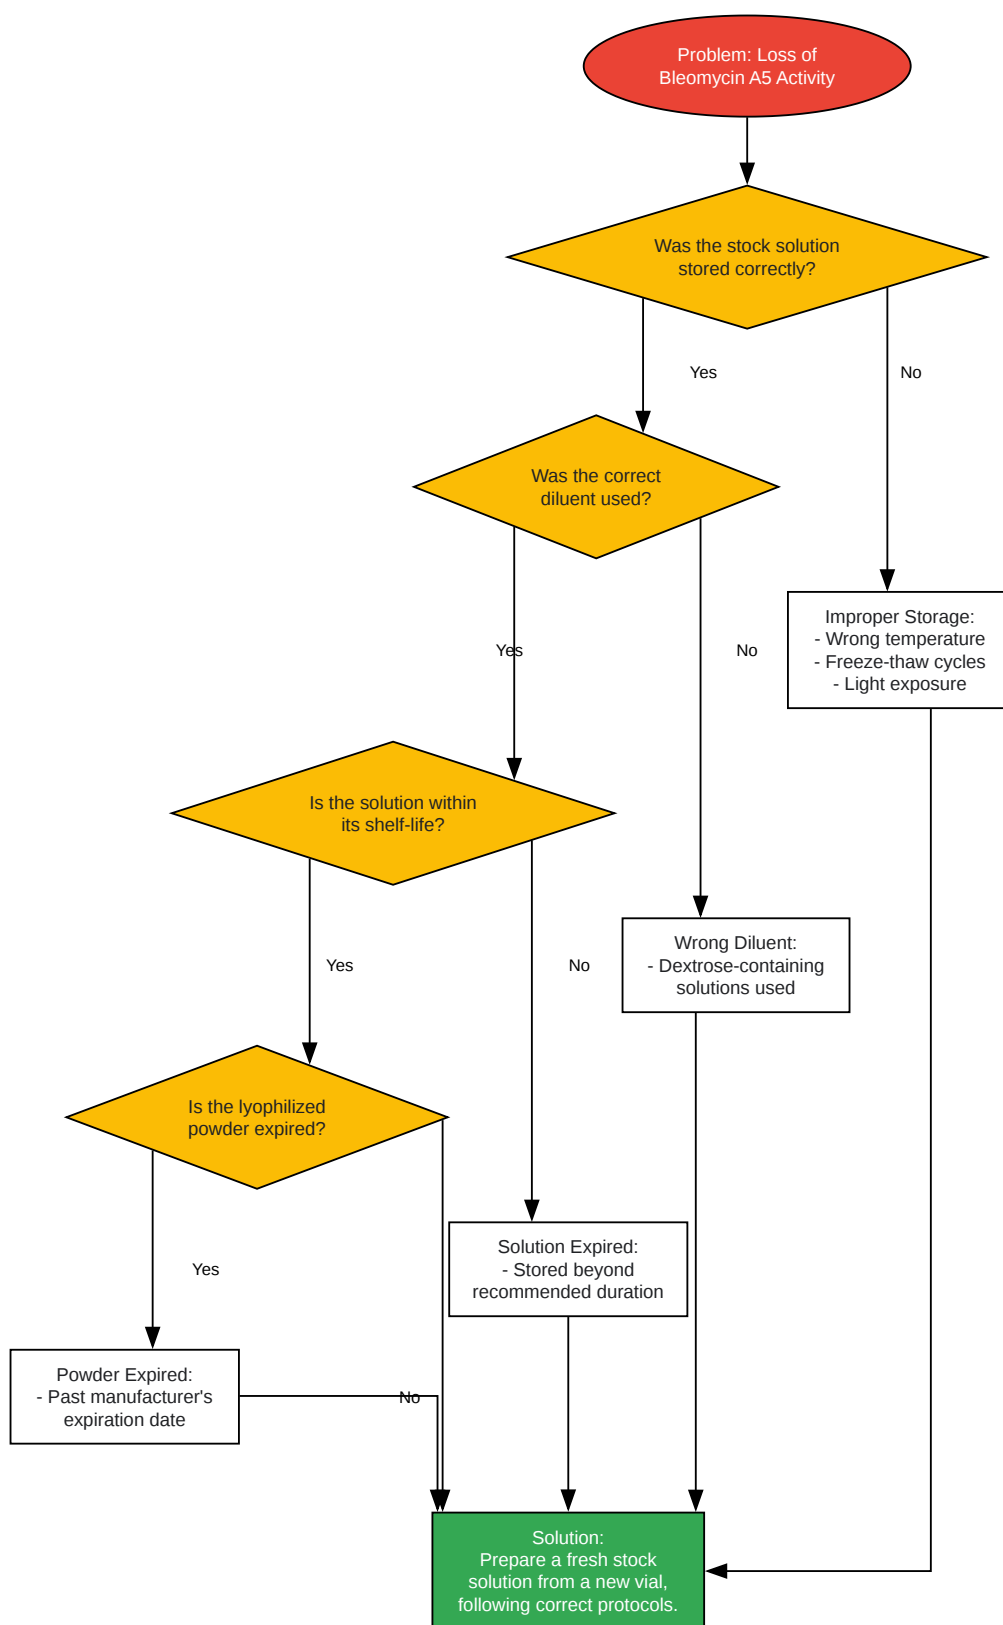 Problem: Loss of
Bleomycin A5 Activity
Was the stock solution
stored correctly?
Yes
No
Was the correct
diluent used?
Improper Storage:
- Wrong temperature
- Freeze-thaw cycles
- Light exposure
Yes
No
Is the solution within
its shelf-life?
Wrong Diluent:
- Dextrose-containing
solutions used
Yes
No
Is the lyophilized
powder expired?
Solution Expired:
- Stored beyond
recommended duration
Yes
Powder Expired:
- Past manufacturer's
expiration date
No
Solution:
Prepare a fresh stock
solution from a new vial,
following correct protocols.